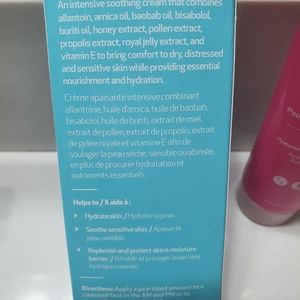 An intensive soothing cream that combines
allantoin, arnica oil, baobab oil, bisabolol,
buriti oil, honey extract, pollen extract,
propolis extract, royal jelly extract, and
vitamin E to bring comfort to dry, distressed
and sensitive skin while providing essential
nourishment and hydration.
Crème apaisante intensive combinant
allantoïne, huile d'arnica, huile de baobab,
bisabolol, huile de buriti, extrait de miel,
extrait de pollen, extrait de propolis, extrait
de gelée royale et vitamine E afin de
soulager la peau sèche, sensible ou abîmée,
en plus de procurer hydratation et
nutriments essentiels.
Helps to / Il aide à :
Hydrate skin. / Hydrater la peau
Soothe sensitive skin. / Apaiser la
peau sensible
Replenish and protect skin's moisture
barrier. / Rétablir et protéger la barrière
hydrique cutanée
Directions: Apply a pea-sized amount to a
cleansed face in the AM and PM or to
Pou
Hyaluron